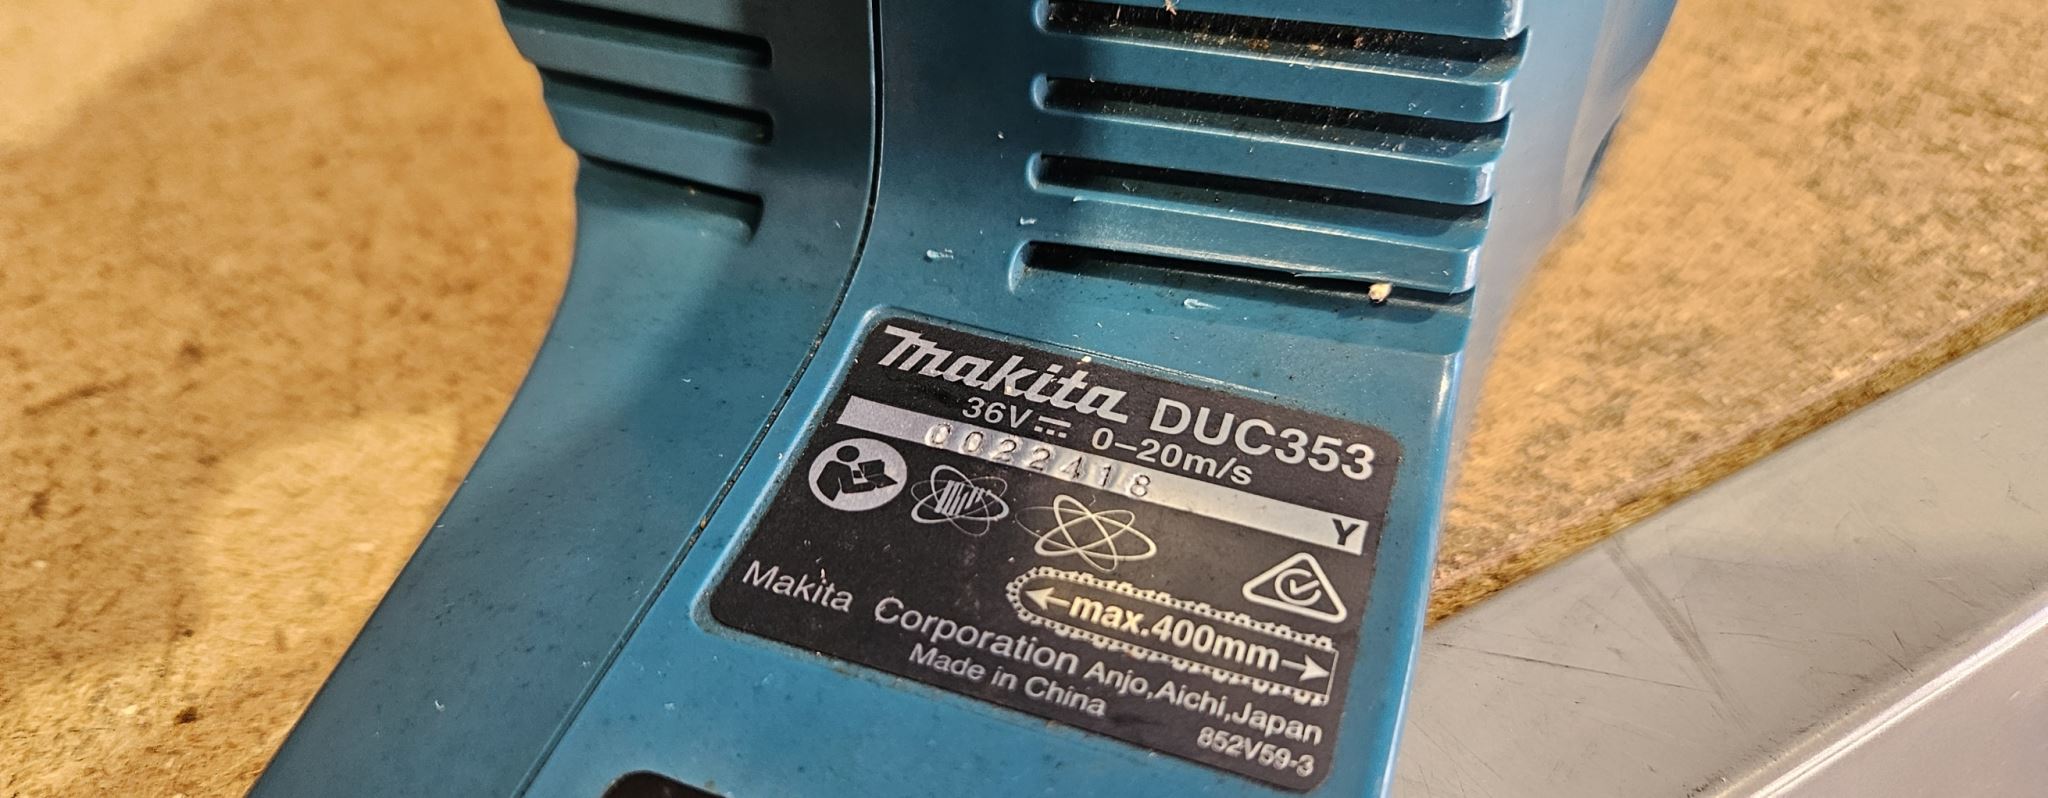 makita DUC353
36V 0-20m/s
0022418 Y
max.400mm
Makita Corporation Anjo,Aichi,Japan
Made in China
852V59-3